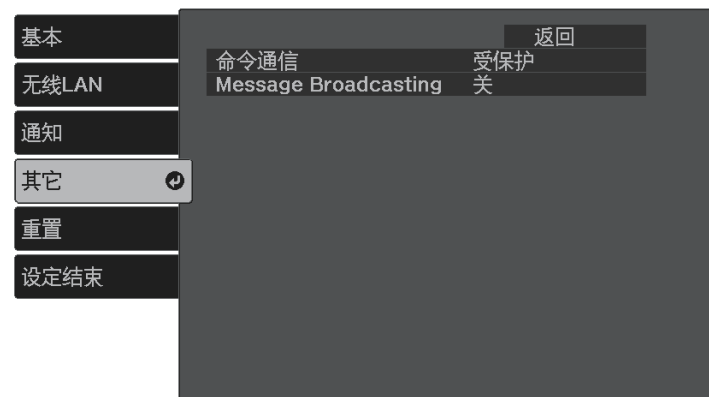 基本
无线LAN
通知
其它
重置
设定结束
返回
命令通信 受保护
Message Broadcasting 关